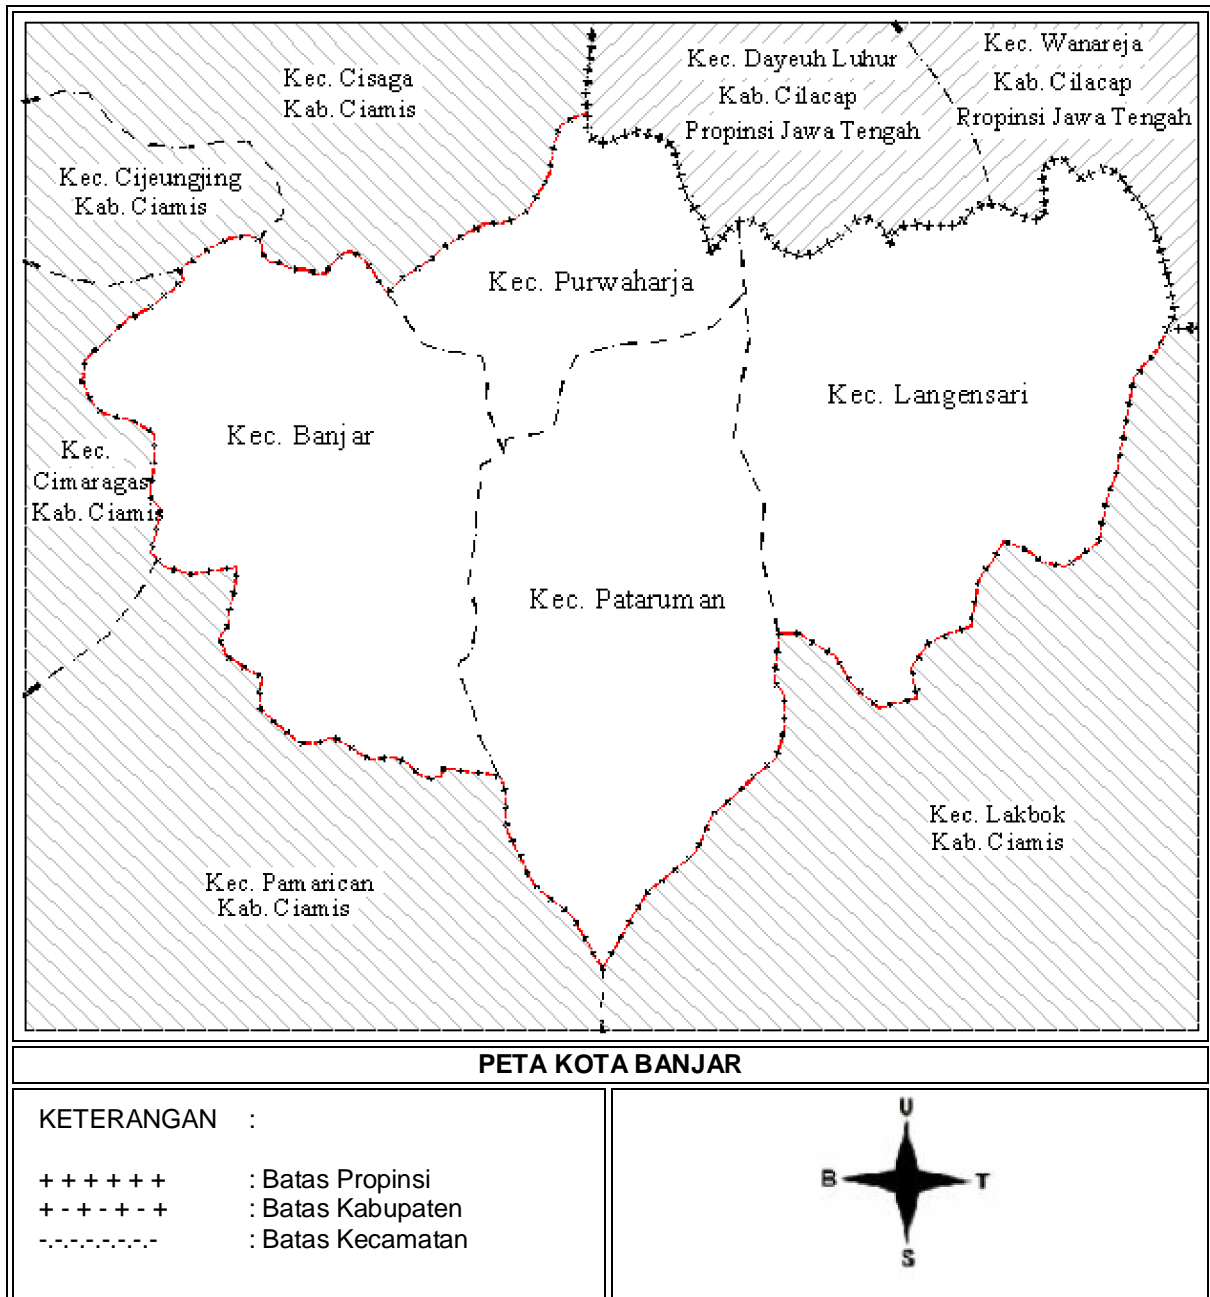 Kec. Cisaga
Kab. Ciamis
Kec. Dayeuh Luhur
Kab. Cilacap
Propinsi Jawa Tengah
Kec. Wanareja
Kab. Cilacap
Propinsi Jawa Tengah
Kec. Cijeungjing
Kab. Ciamis
Kec. Purwaharja
Kec. Langensari
Kec. Banjar
Kec.
Cimaragas
Kab. Ciamis
Kec. Pataruman
Kec. Lakbok
Kab. Ciamis
Kec. Pamarican
Kab. Ciamis
PETA KOTA BANJAR
KETERANGAN :
+ + + + + + : Batas Propinsi
+ - + - + - + : Batas Kabupaten
-.-.-.-.-.-.-.- : Batas Kecamatan
U
B T
S